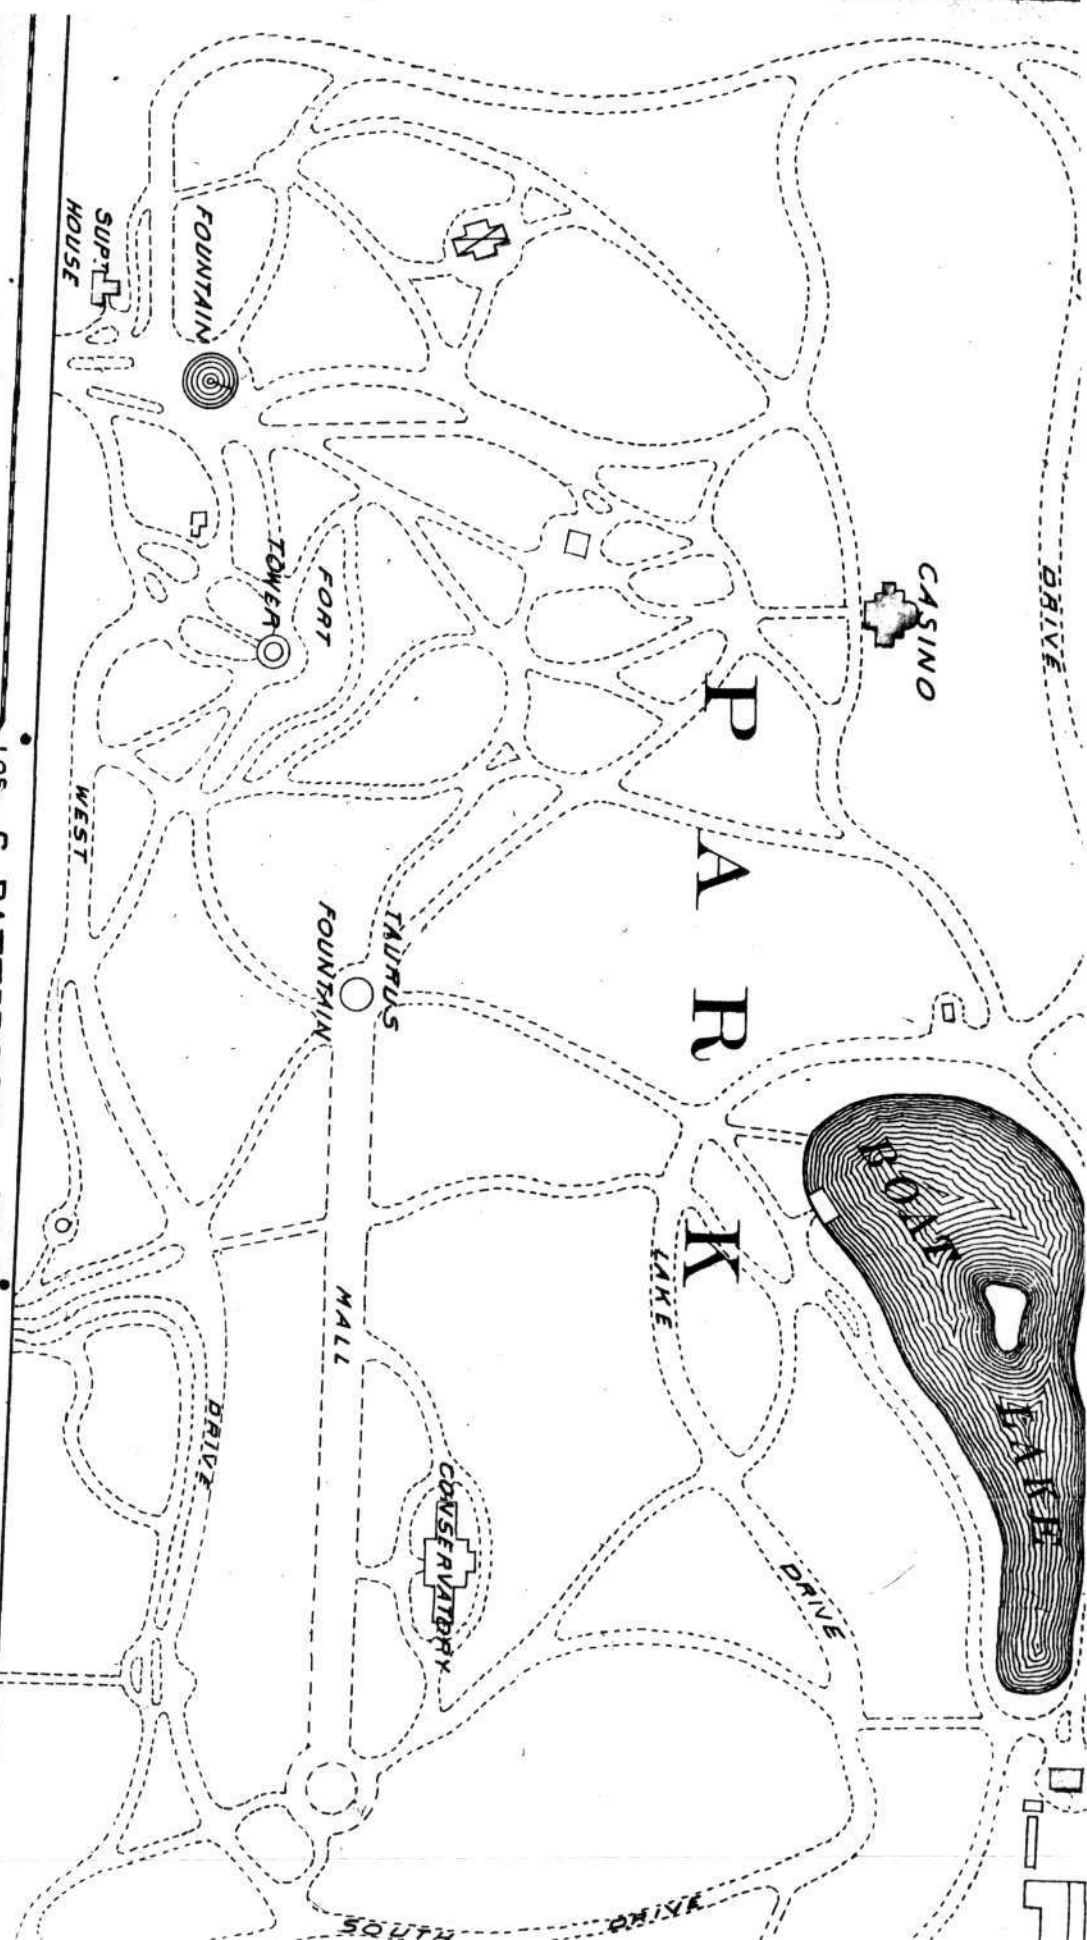 SUPT.
HOUSE
FOUNTAIN
TOWER
FORT
CASINO
DRIVE
PARK
WEST
TAURUS
FOUNTAIN
BOAT
LAKE
LAKE
MALL
DRIVE
CONSERVATORY
DRIVE
SOUTH DRIVE